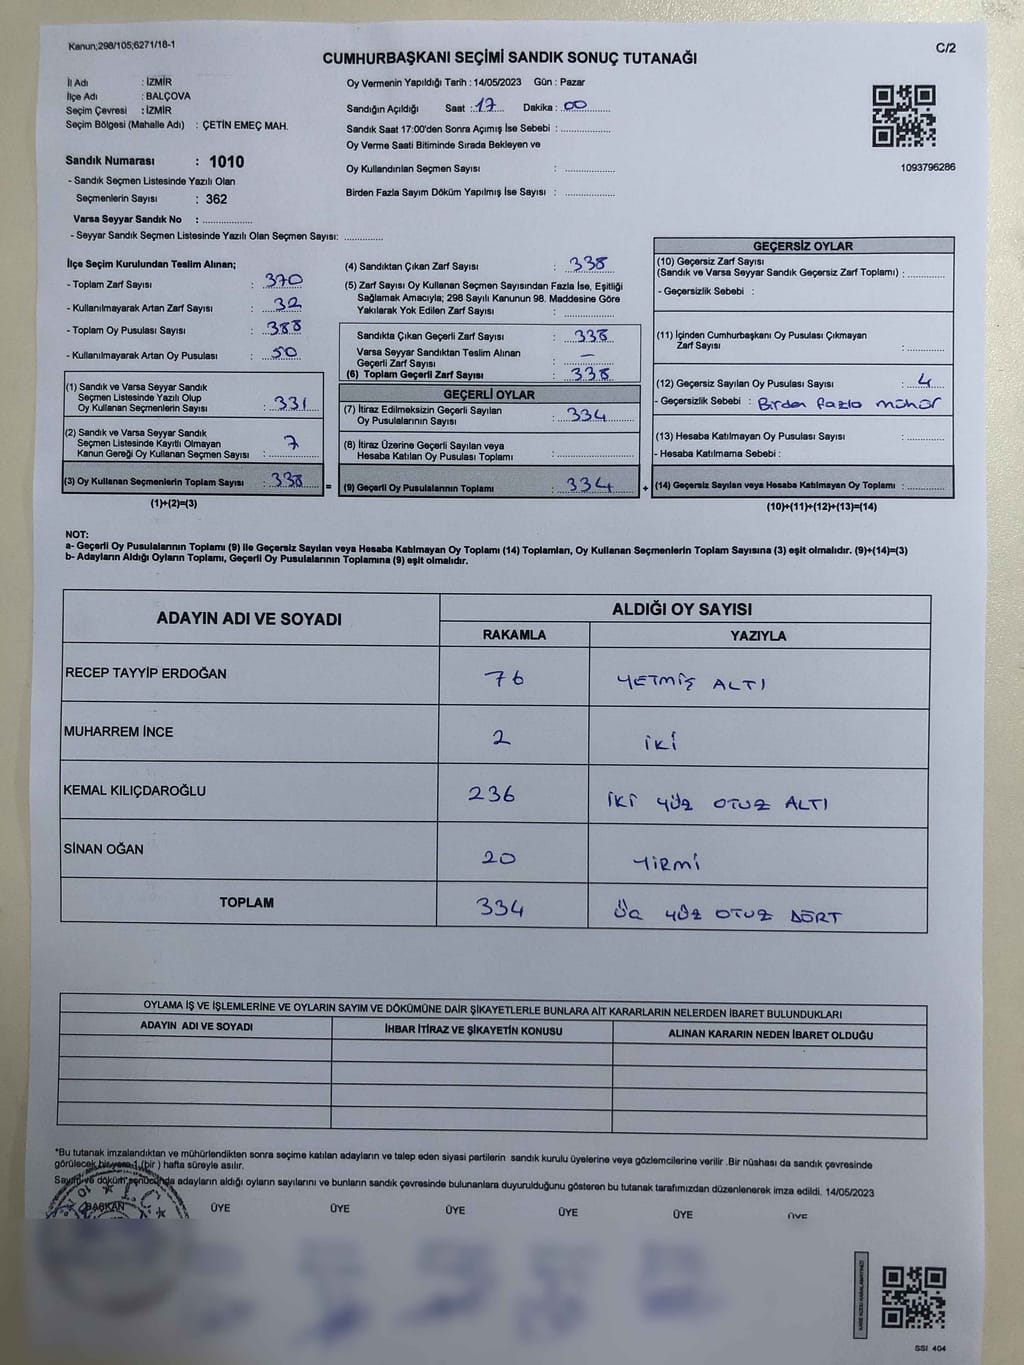 Kanun;298/105;6271/18-1
C/2
CUMHURBAŞKANI SEÇİMİ SANDIK SONUÇ TUTANAĞI
İl Adı : İZMİR
İlçe Adı : BALÇOVA
Seçim Çevresi : İZMİR
Seçim Bölgesi (Mahalle Adı) : ÇETİN EMEÇ MAH.
Oy Vermenin Yapıldığı Tarih : 14/05/2023 Gün : Pazar
Sandığın Açıldığı Saat : 17 Dakika : 00
Sandık Saat 17:00'den Sonra Açımış İse Sebebi : ..................
Oy Verme Saati Bitiminde Sırada Bekleyen ve
Oy Kullandırılan Seçmen Sayısı : ..................
Birden Fazla Sayım Döküm Yapılmış İse Sayısı : ..................
1093796286
Sandık Numarası : 1010
- Sandık Seçmen Listesinde Yazılı Olan
Seçmenlerin Sayısı : 362
Varsa Seyyar Sandık No : ..................
- Seyyar Sandık Seçmen Listesinde Yazılı Olan Seçmen Sayısı: ..............
İlçe Seçim Kurulundan Teslim Alınan;
- Toplam Zarf Sayısı : 370
- Kullanılmayarak Artan Zarf Sayısı : 32
- Toplam Oy Pusulası Sayısı : 388
- Kullanılmayarak Artan Oy Pusulası : 50
(1) Sandık ve Varsa Seyyar Sandık
Seçmen Listesinde Yazılı Olup
Oy Kullanan Seçmenlerin Sayısı : 331
(2) Sandık ve Varsa Seyyar Sandık
Seçmen Listesinde Kayıtlı Olmayan
Kanun Gereği Oy Kullanan Seçmen Sayısı : 7
(3) Oy Kullanan Seçmenlerin Toplam Sayısı : 338
(1)+(2)=(3)
(4) Sandıktan Çıkan Zarf Sayısı : 338
(5) Zarf Sayısı Oy Kullanan Seçmen Sayısından Fazla İse, Eşitliği
Sağlamak Amacıyla; 298 Sayılı Kanunun 98. Maddesine Göre
Yakılarak Yok Edilen Zarf Sayısı : ..................
Sandıkta Çıkan Geçerli Zarf Sayısı : 338
Varsa Seyyar Sandıktan Teslim Alınan
Geçerli Zarf Sayısı : —
(6) Toplam Geçerli Zarf Sayısı : 338
GEÇERLİ OYLAR
(7) İtiraz Edilmeksizin Geçerli Sayılan
Oy Pusulalarının Sayısı : 334
(8) İtiraz Üzerine Geçerli Sayılan veya
Hesaba Katılan Oy Pusulası Toplamı : ..................
= (9) Geçerli Oy Pusulalarının Toplamı : 334 +
GEÇERSİZ OYLAR
(10) Geçersiz Zarf Sayısı
(Sandık ve Varsa Seyyar Sandık Geçersiz Zarf Toplamı) : ............
- Geçersizlik Sebebi :
(11) İçinden Cumhurbaşkanı Oy Pusulası Çıkmayan
Zarf Sayısı : ............
(12) Geçersiz Sayılan Oy Pusulası Sayısı : 4
- Geçersizlik Sebebi : Birden fazla mühür
(13) Hesaba Katılmayan Oy Pusulası Sayısı : ............
- Hesaba Katılmama Sebebi :
(14) Geçersiz Sayılan veya Hesaba Katılmayan Oy Toplamı : ............
(10)+(11)+(12)+(13)=(14)
NOT:
a- Geçerli Oy Pusulalarının Toplamı (9) ile Geçersiz Sayılan veya Hesaba Katılmayan Oy Toplamı (14) Toplamları, Oy Kullanan Seçmenlerin Toplam Sayısına (3) eşit olmalıdır. (9)+(14)=(3)
b- Adayların Aldığı Oyların Toplamı, Geçerli Oy Pusulalarının Toplamına (9) eşit olmalıdır.
ADAYIN ADI VE SOYADI
ALDIĞI OY SAYISI
RAKAMLA YAZIYLA
RECEP TAYYİP ERDOĞAN 76 YETMİŞ ALTI
MUHARREM İNCE 2 İKİ
KEMAL KILIÇDAROĞLU 236 İKİ YÜZ OTUZ ALTI
SİNAN OĞAN 20 YİRMİ
TOPLAM 334 ÜÇ YÜZ OTUZ DÖRT
OYLAMA İŞ VE İŞLEMLERİNE VE OYLARIN SAYIM VE DÖKÜMÜNE DAİR ŞİKAYETLERLE BUNLARA AİT KARARLARIN NELERDEN İBARET BULUNDUKLARI
ADAYIN ADI VE SOYADI İHBAR İTİRAZ VE ŞİKAYETİN KONUSU ALINAN KARARIN NEDEN İBARET OLDUĞU
*Bu tutanak imzalandıktan ve mühürlendikten sonra seçime katılan adayların ve talep eden siyasi partilerin sandık kurulu üyelerine veya gözlemcilerine verilir .Bir nüshası da sandık çevresinde
görülecek bir yere 1 (bir ) hafta süreyle asılır.
Sayım ve döküm sonucunda adayların aldığı oyların sayılarını ve bunların sandık çevresinde bulunanlara duyurulduğunu gösteren bu tutanak tarafımızdan düzenlenerek imza edildi. 14/05/2023
BAŞKAN ÜYE ÜYE ÜYE ÜYE ÜYE ÜYE
T.C.
SSI 404